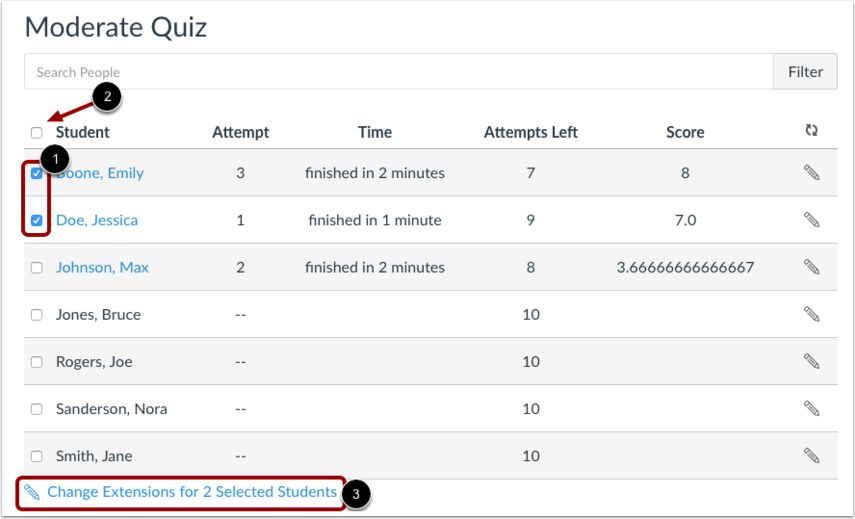 Moderate Quiz
Search People Filter
2
Student Attempt Time Attempts Left Score
1
Boone, Emily 3 finished in 2 minutes 7 8
Doe, Jessica 1 finished in 1 minute 9 7.0
Johnson, Max 2 finished in 2 minutes 8 3.66666666666667
Jones, Bruce -- 10
Rogers, Joe -- 10
Sanderson, Nora -- 10
Smith, Jane -- 10
Change Extensions for 2 Selected Students 3